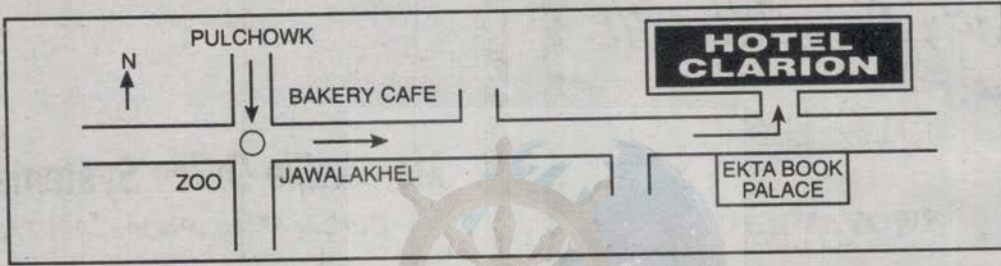 PULCHOWK
HOTEL
CLARION
N
BAKERY CAFE
ZOO
JAWALAKHEL
EKTA BOOK
PALACE